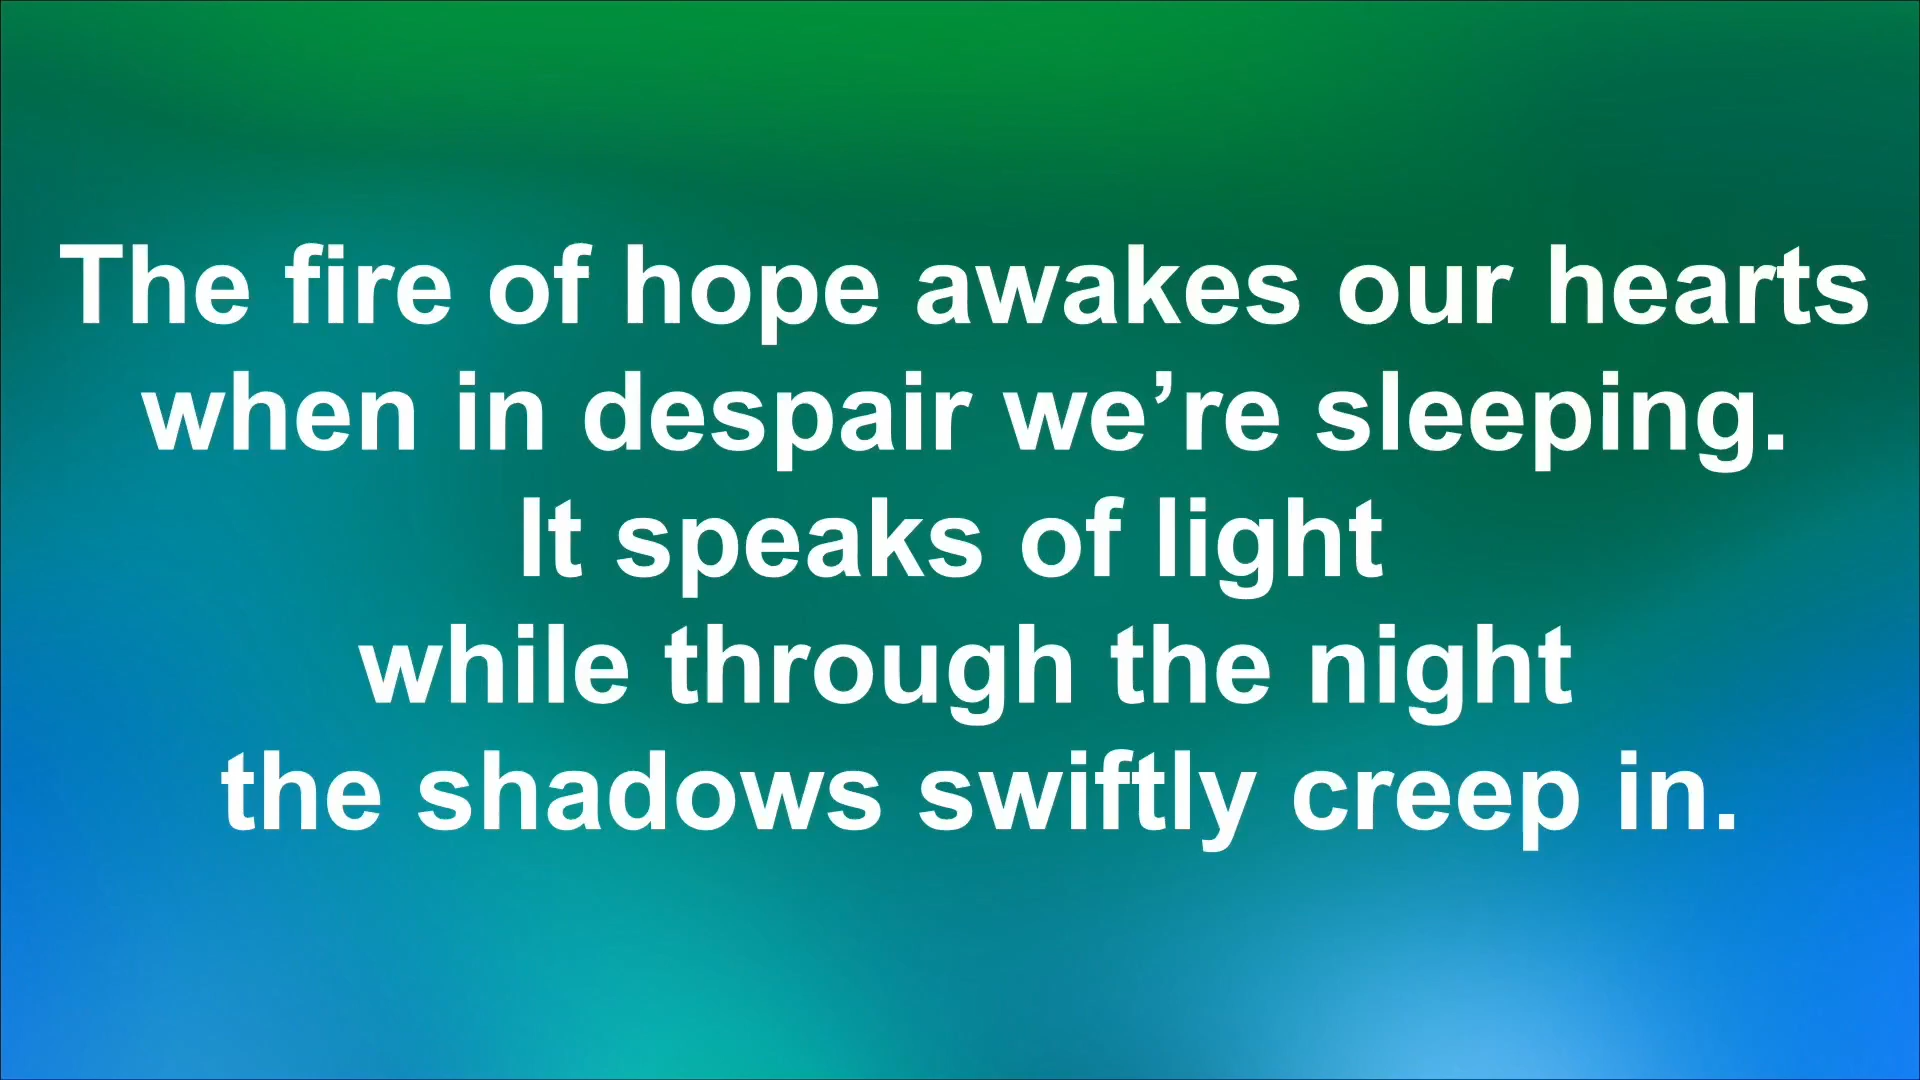 The fire of hope awakes our hearts
when in despair we’re sleeping.
It speaks of light
while through the night
the shadows swiftly creep in.